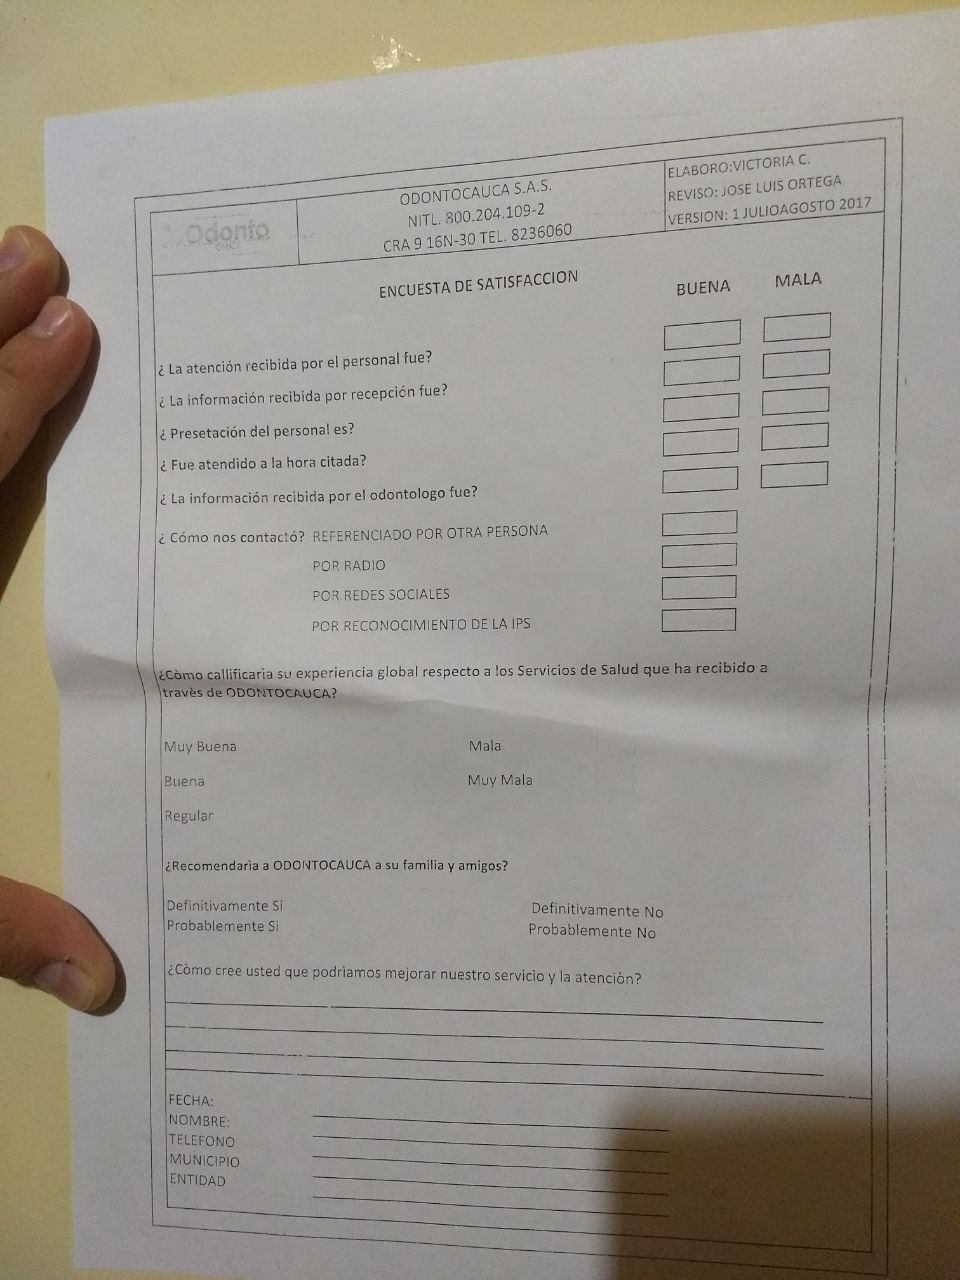 Odonto
CAUCA
ODONTOCAUCA S.A.S.
NITL. 800.204.109-2
CRA 9 16N-30 TEL. 8236060
ELABORO:VICTORIA C.
REVISO: JOSE LUIS ORTEGA
VERSION: 1 JULIOAGOSTO 2017
ENCUESTA DE SATISFACCION
BUENA MALA
¿ La atención recibida por el personal fue?
¿ La información recibida por recepción fue?
¿ Presetación del personal es?
¿ Fue atendido a la hora citada?
¿ La información recibida por el odontologo fue?
¿ Cómo nos contactó? REFERENCIADO POR OTRA PERSONA
POR RADIO
POR REDES SOCIALES
POR RECONOCIMIENTO DE LA IPS
¿Còmo callificaria su experiencia global respecto a los Servicios de Salud que ha recibido a
travès de ODONTOCAUCA?
Muy Buena Mala
Buena Muy Mala
Regular
¿Recomendaria a ODONTOCAUCA a su familia y amigos?
Definitivamente Si Definitivamente No
Probablemente Si Probablemente No
¿Còmo cree usted que podrìamos mejorar nuestro servicio y la atenciòn?
FECHA:
NOMBRE:
TELEFONO
MUNICIPIO
ENTIDAD